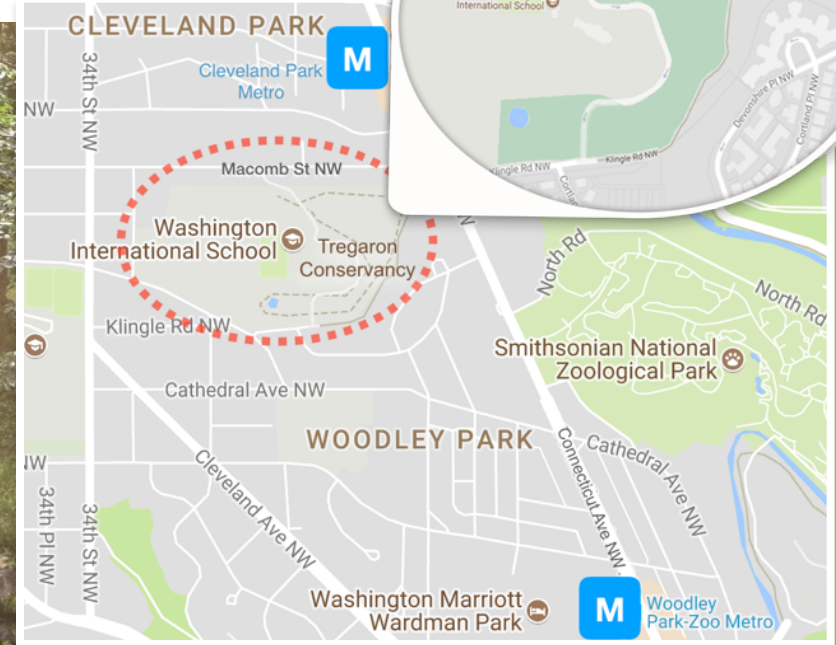 International School
CLEVELAND PARK
M
Cleveland Park
Metro
34th St NW
NW
Devonshire Pl NW
Cortland Pl NW
Klingle Rd NW
Klingle Rd NW
Macomb St NW
Washington
International School
Tregaron
Conservancy
North Rd
North Rd
Klingle Rd NW
Smithsonian National
Zoological Park
Cathedral Ave NW
WOODLEY PARK
Connecticut Ave NW
Cathedral Ave NW
Cleveland Ave NW
34th Pl NW
34th St NW
Washington Marriott
Wardman Park
M
Woodley
Park-Zoo Metro